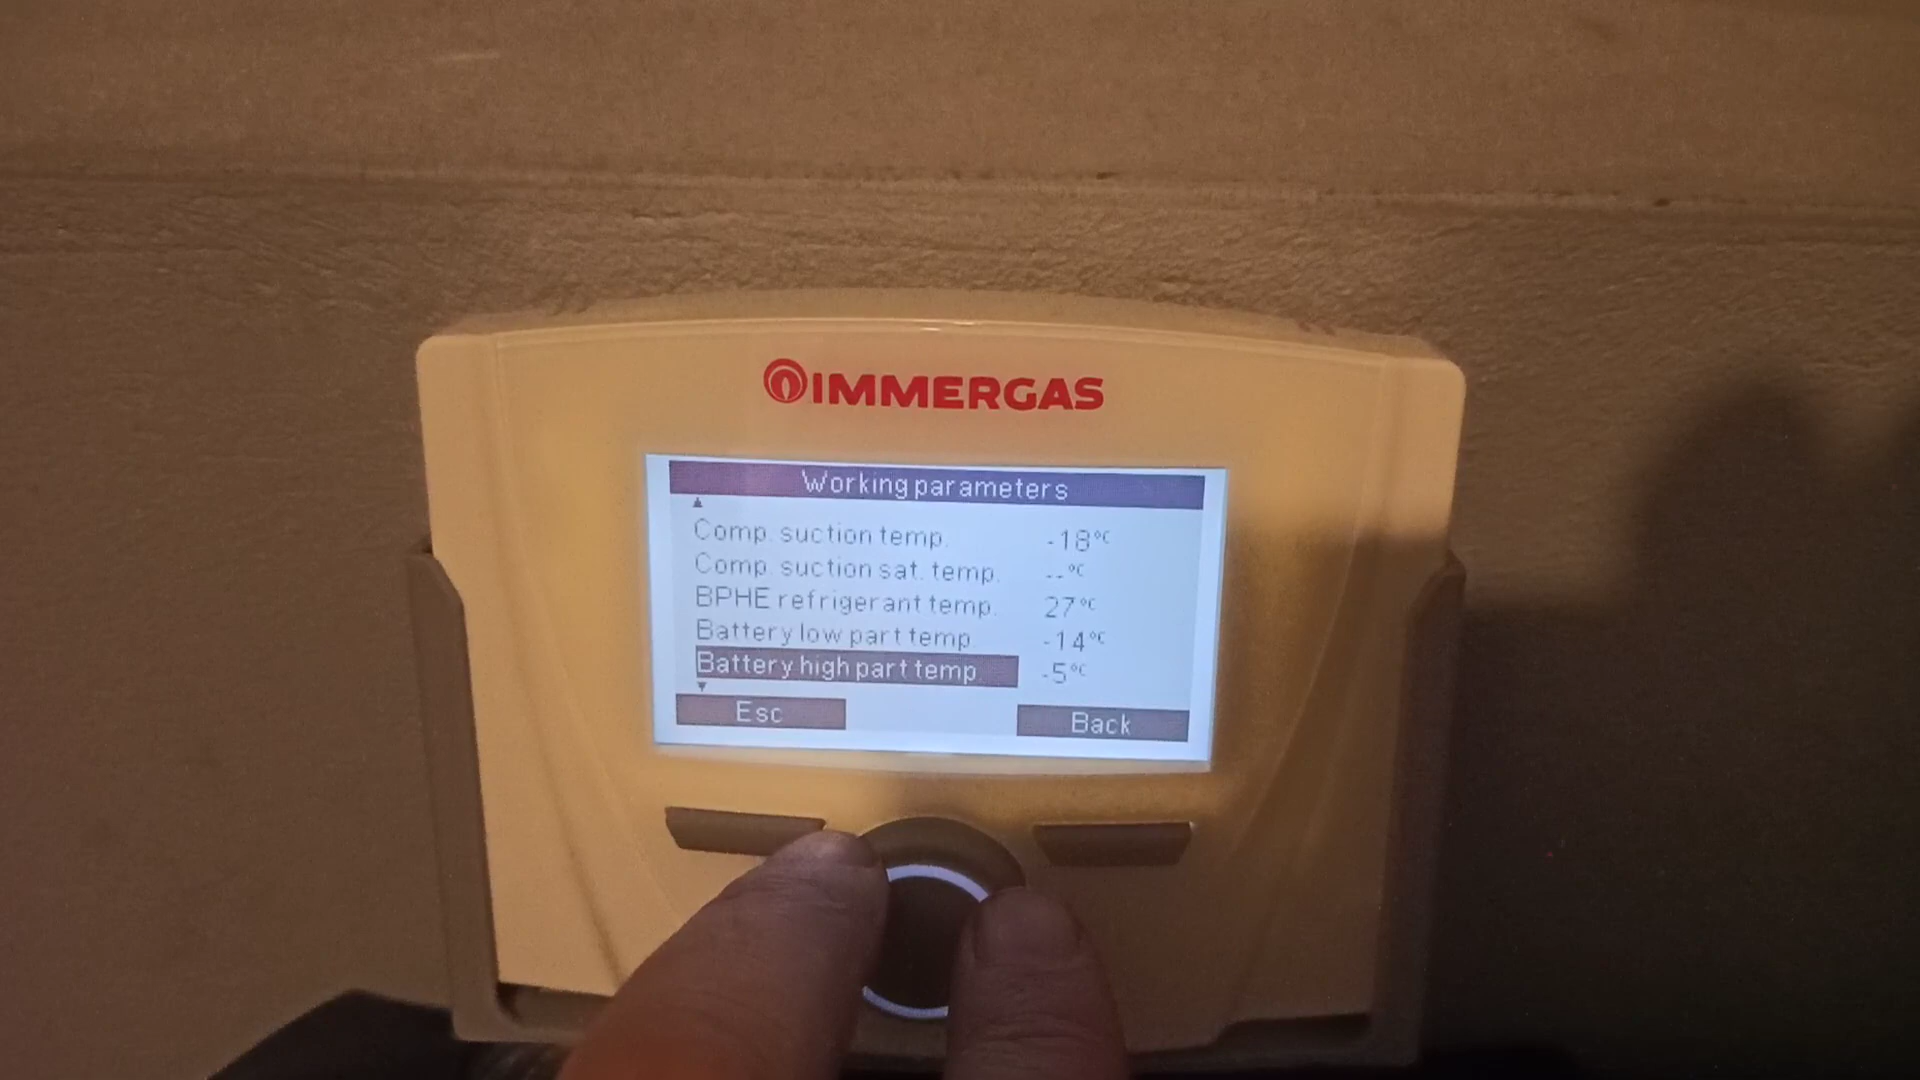 IMMERGAS
Working parameters
Comp. suction temp. -18°C
Comp. suction sat. temp. --°C
BPHE refrigerant temp. 27°C
Battery low part temp. -14°C
Battery high part temp. -5°C
Esc Back